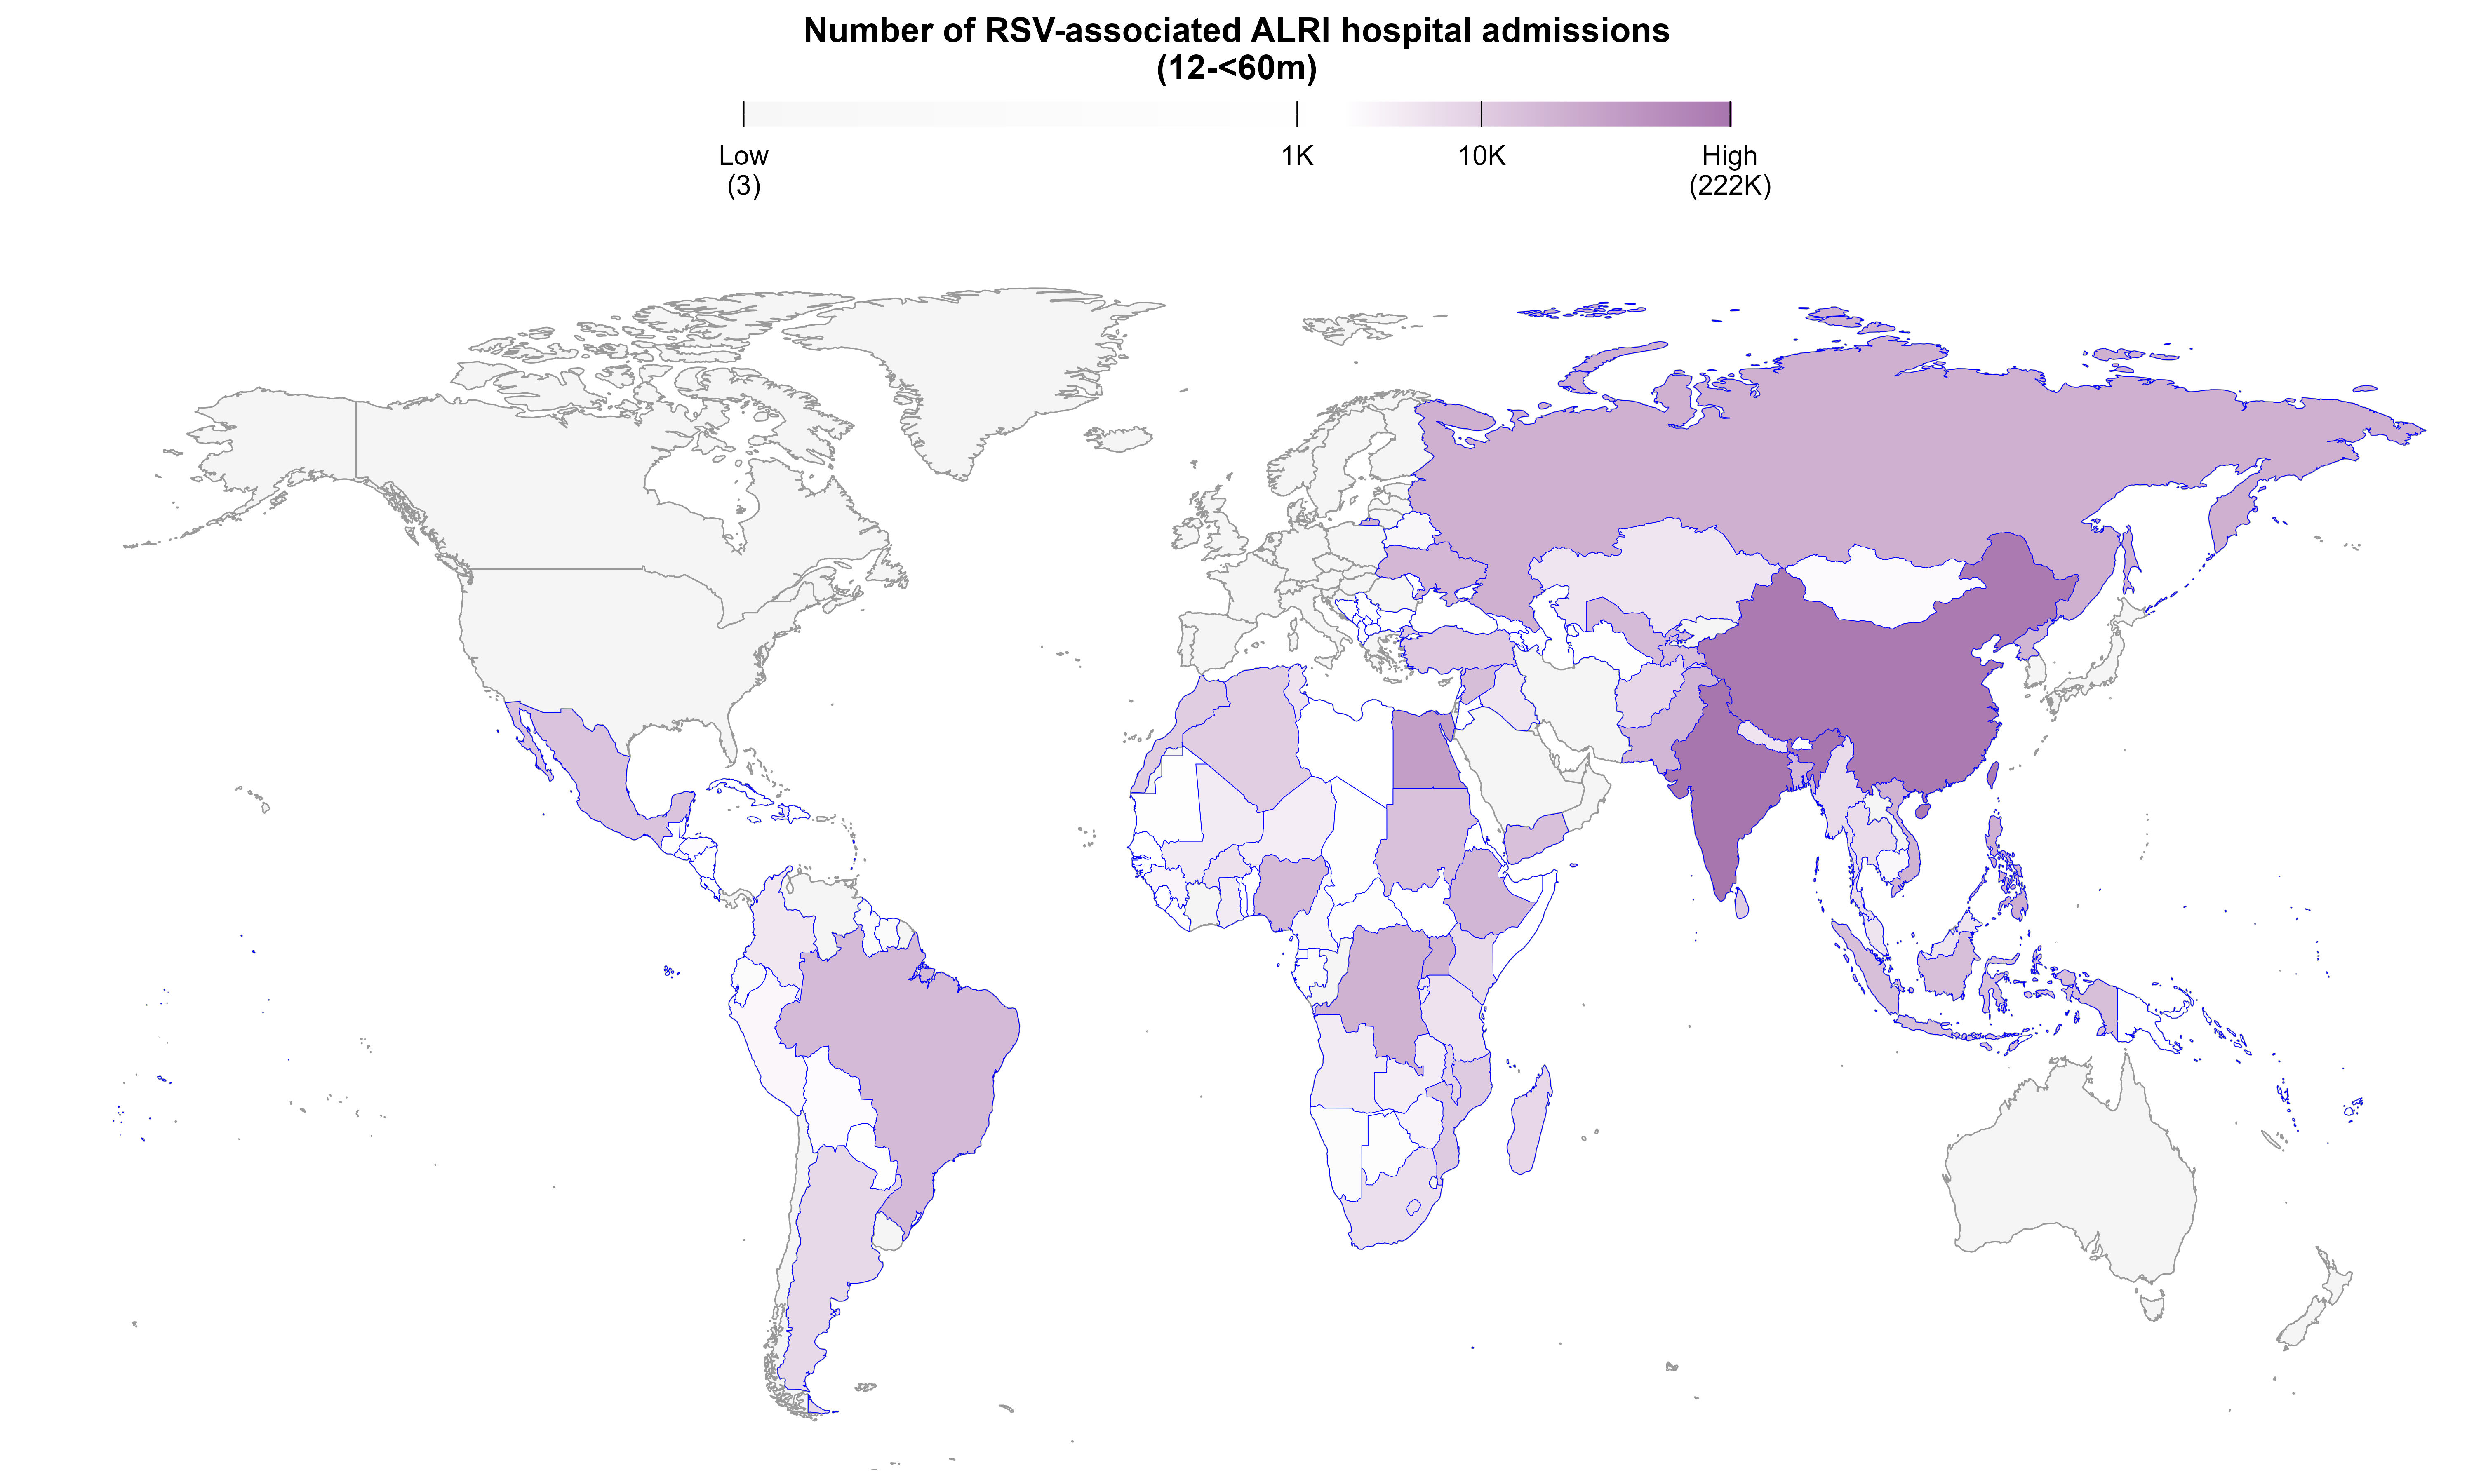 Number of RSV-associated ALRI hospital admissions
(12-<60m)
Low
(3)
1K
10K
High
(222K)